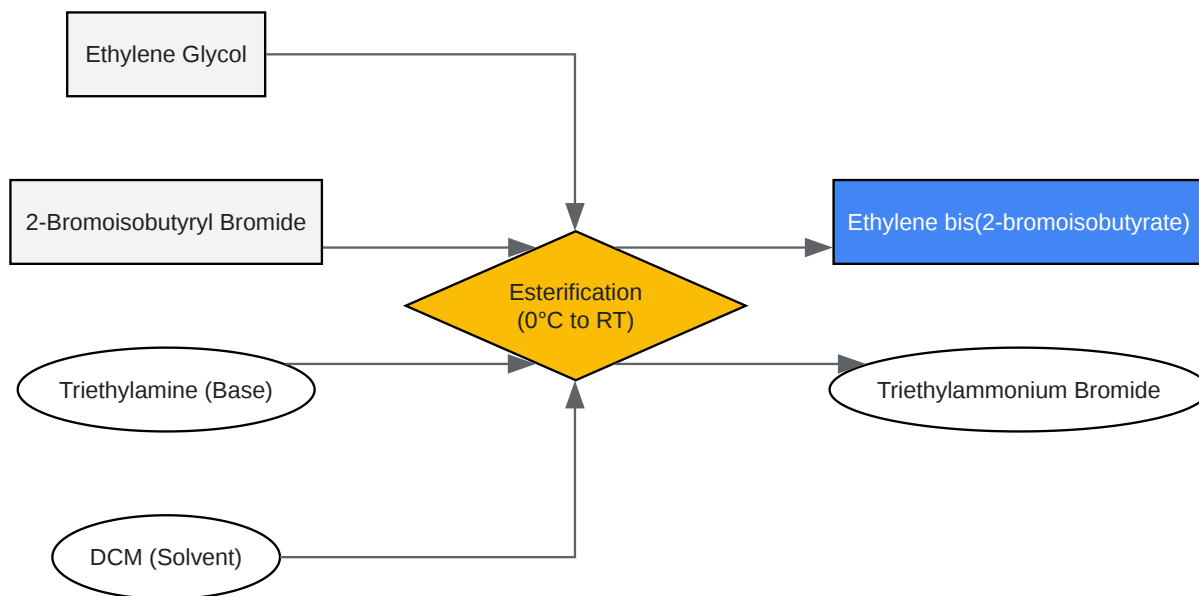 Ethylene Glycol
2-Bromoisobutyryl Bromide
Ethylene bis(2-bromoisobutyrate)
Esterification
(0°C to RT)
Triethylamine (Base)
Triethylammonium Bromide
DCM (Solvent)